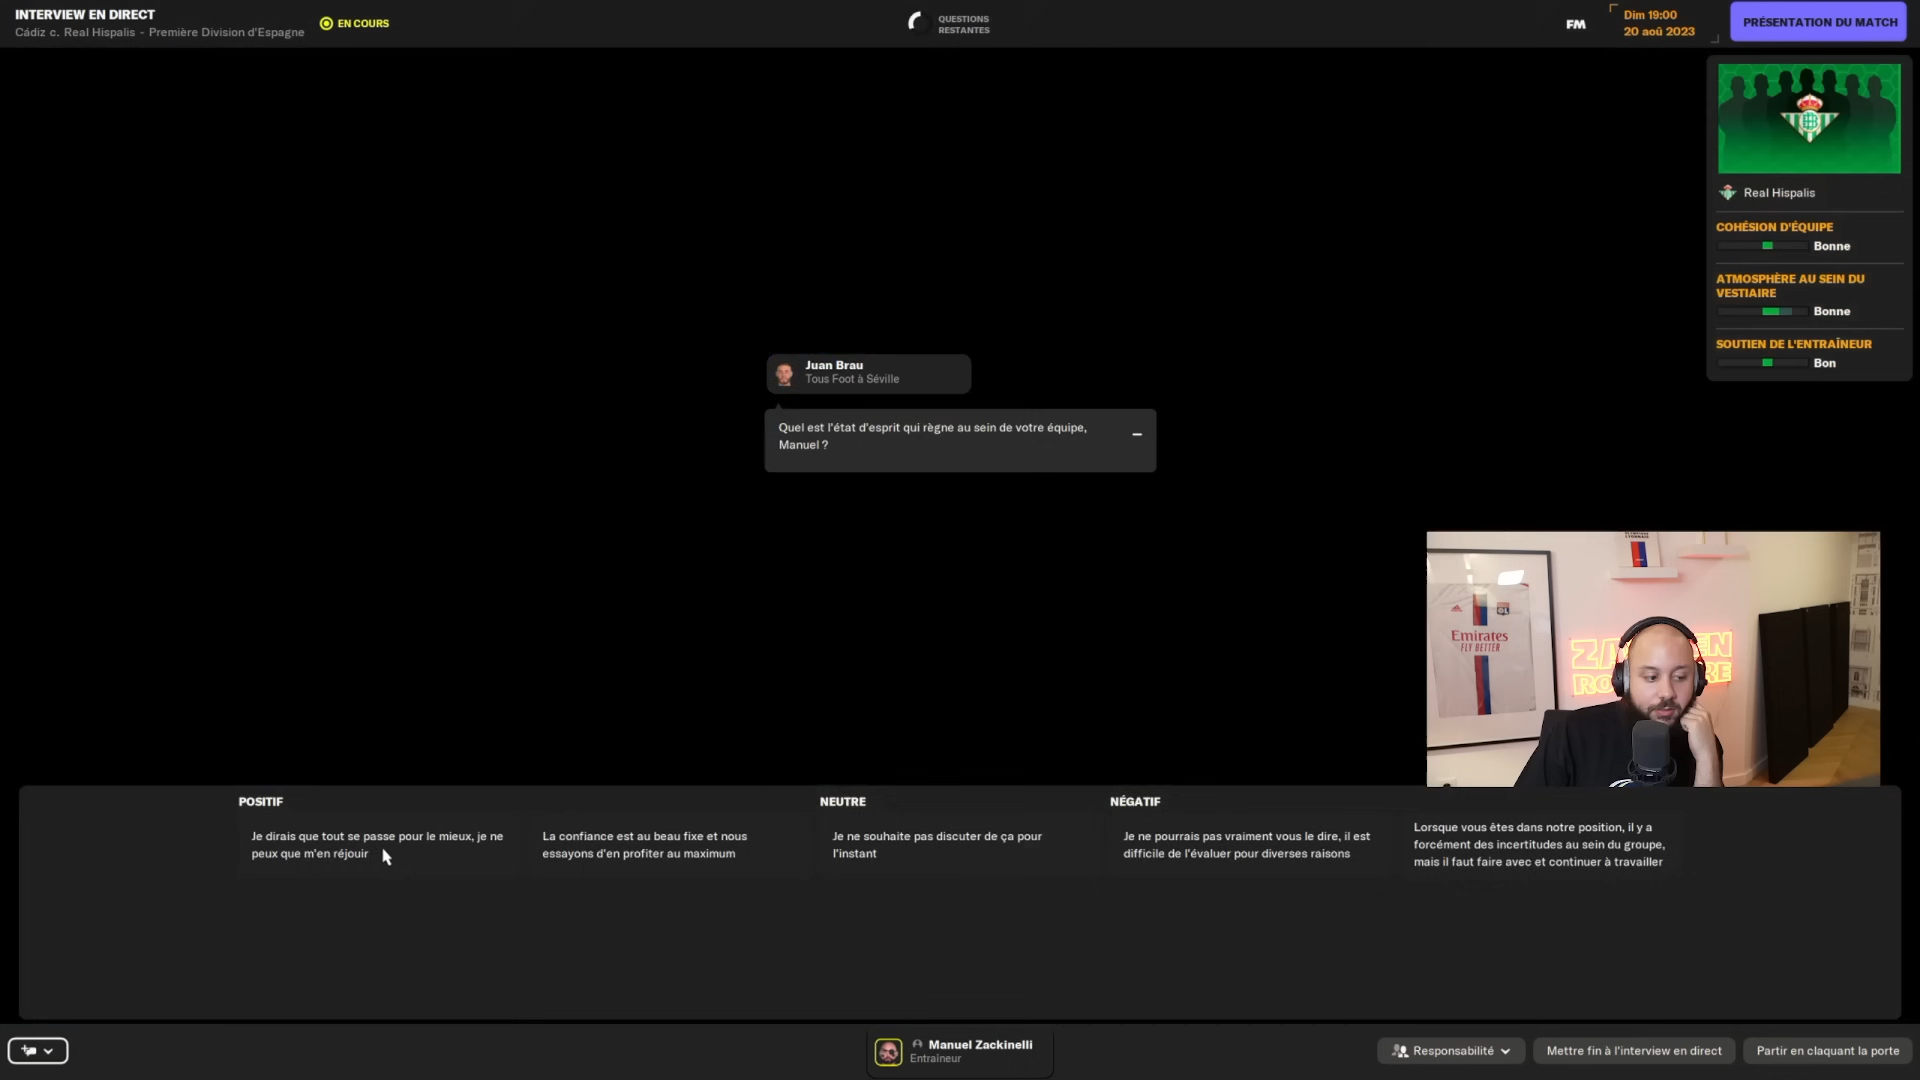 INTERVIEW EN DIRECT
Cádiz c. Real Hispalis - Première Division d'Espagne
EN COURS
QUESTIONS
RESTANTES
FM
Dim 19:00
20 aoû 2023
PRÉSENTATION DU MATCH
Real Hispalis
COHÉSION D'ÉQUIPE
Bonne
ATMOSPHÈRE AU SEIN DU
VESTIAIRE
Bonne
SOUTIEN DE L'ENTRAÎNEUR
Bon
Juan Brau
Tous Foot à Séville
Quel est l'état d'esprit qui règne au sein de votre équipe,
Manuel ?
Emirates
FLY BETTER
OL
POSITIF
Je dirais que tout se passe pour le mieux, je ne
peux que m'en réjouir
La confiance est au beau fixe et nous
essayons d'en profiter au maximum
NEUTRE
Je ne souhaite pas discuter de ça pour
l'instant
NÉGATIF
Je ne pourrais pas vraiment vous le dire, il est
difficile de l'évaluer pour diverses raisons
Lorsque vous êtes dans notre position, il y a
forcément des incertitudes au sein du groupe,
mais il faut faire avec et continuer à travailler
Manuel Zackinelli
Entraîneur
Responsabilité
Mettre fin à l'interview en direct
Partir en claquant la porte